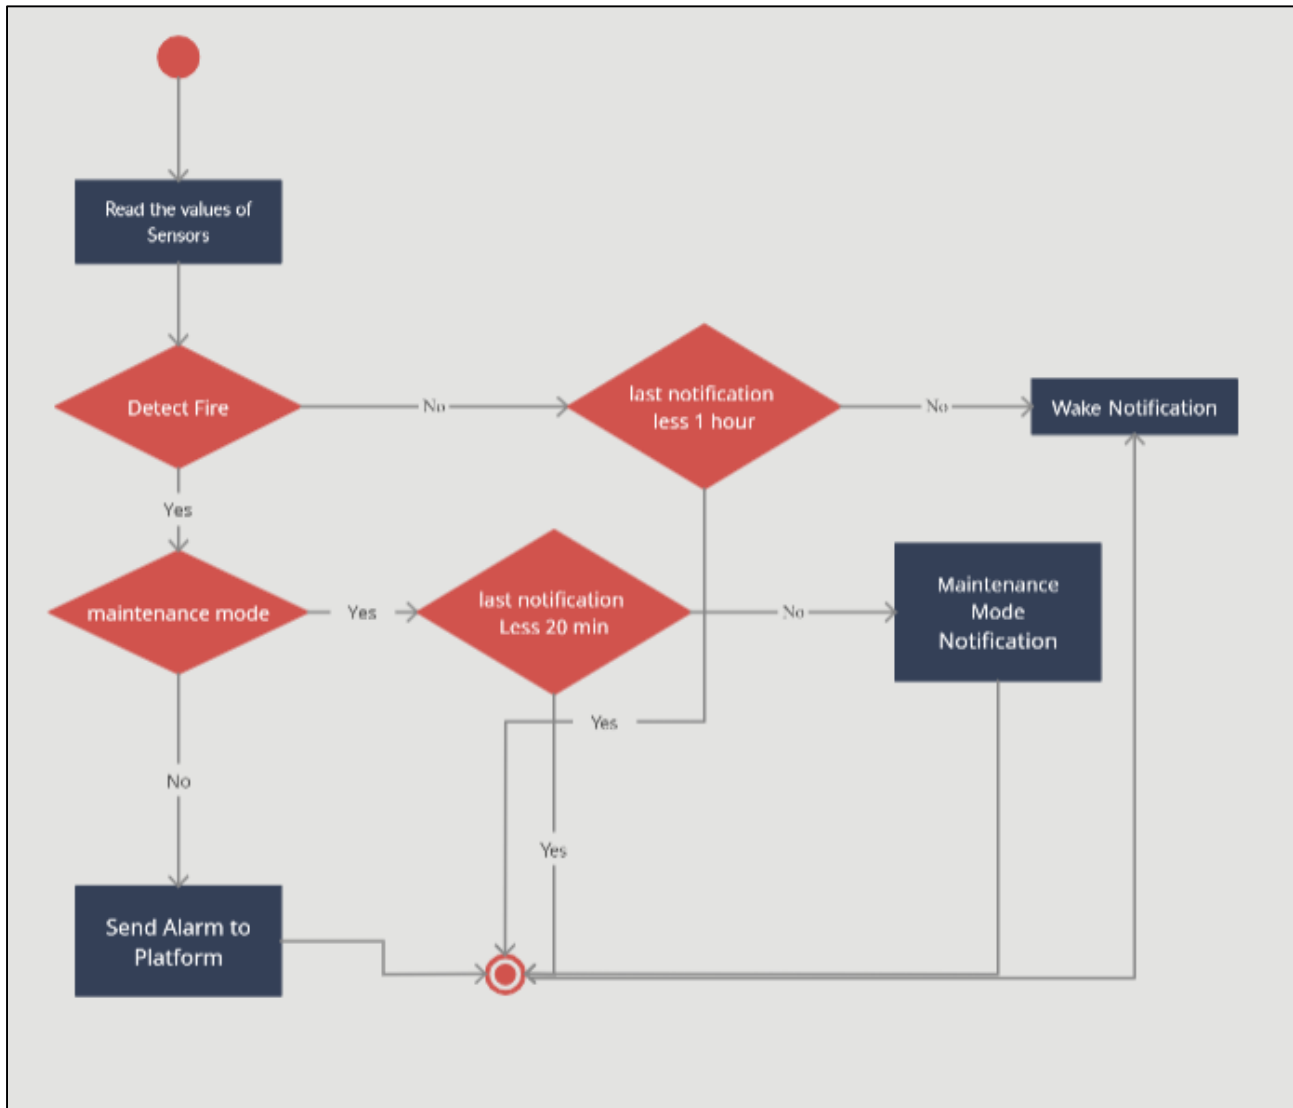 Read the values of
Sensors
Detect Fire
No
last notification
less 1 hour
No
Wake Notification
Yes
maintenance mode
Yes
last notification
Less 20 min
No
Maintenance
Mode
Notification
Yes
No
Yes
Send Alarm to
Platform